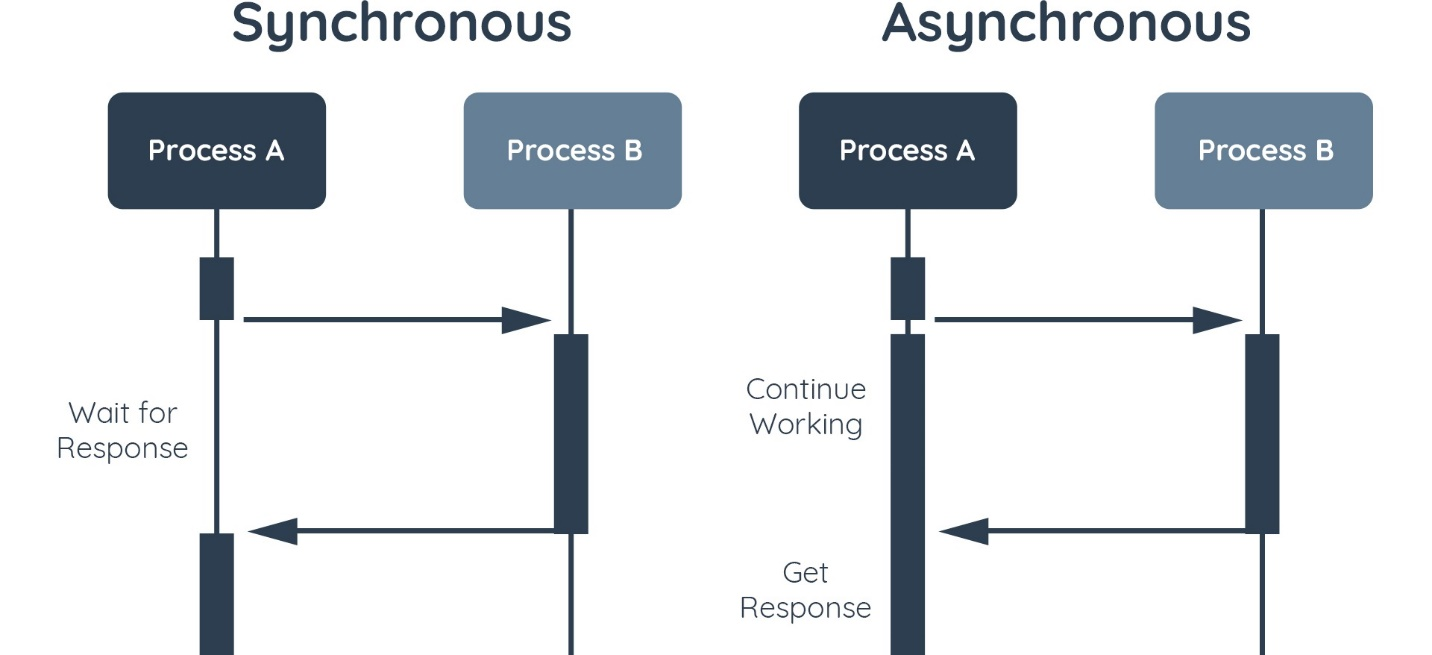 Synchronous
Asynchronous
Process A
Process B
Process A
Process B
Wait for
Response
Continue
Working
Get
Response